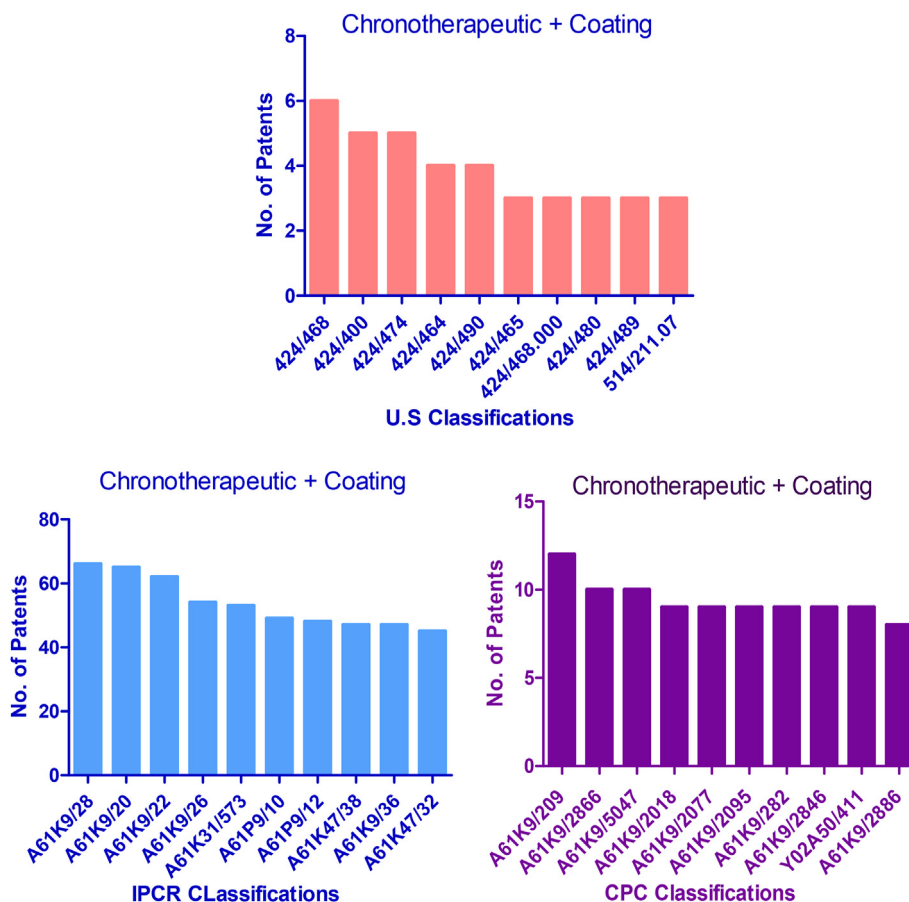 Chronotherapeutic + Coating
No. of Patents
8
6
4
2
0
424/468
424/400
424/474
424/464
424/490
424/465
424/468.000
424/480
424/489
514/211.07
U.S Classifications
Chronotherapeutic + Coating
No. of Patents
80
60
40
20
0
A61K9/28
A61K9/20
A61K9/22
A61K9/26
A61K31/573
A61P9/10
A61P9/12
A61K47/38
A61K9/36
A61K47/32
IPCR CLassifications
Chronotherapeutic + Coating
No. of Patents
15
10
5
0
A61K9/209
A61K9/2866
A61K9/5047
A61K9/2018
A61K9/2077
A61K9/2095
A61K9/282
A61K9/2846
Y02A50/411
A61K9/2886
CPC Classifications